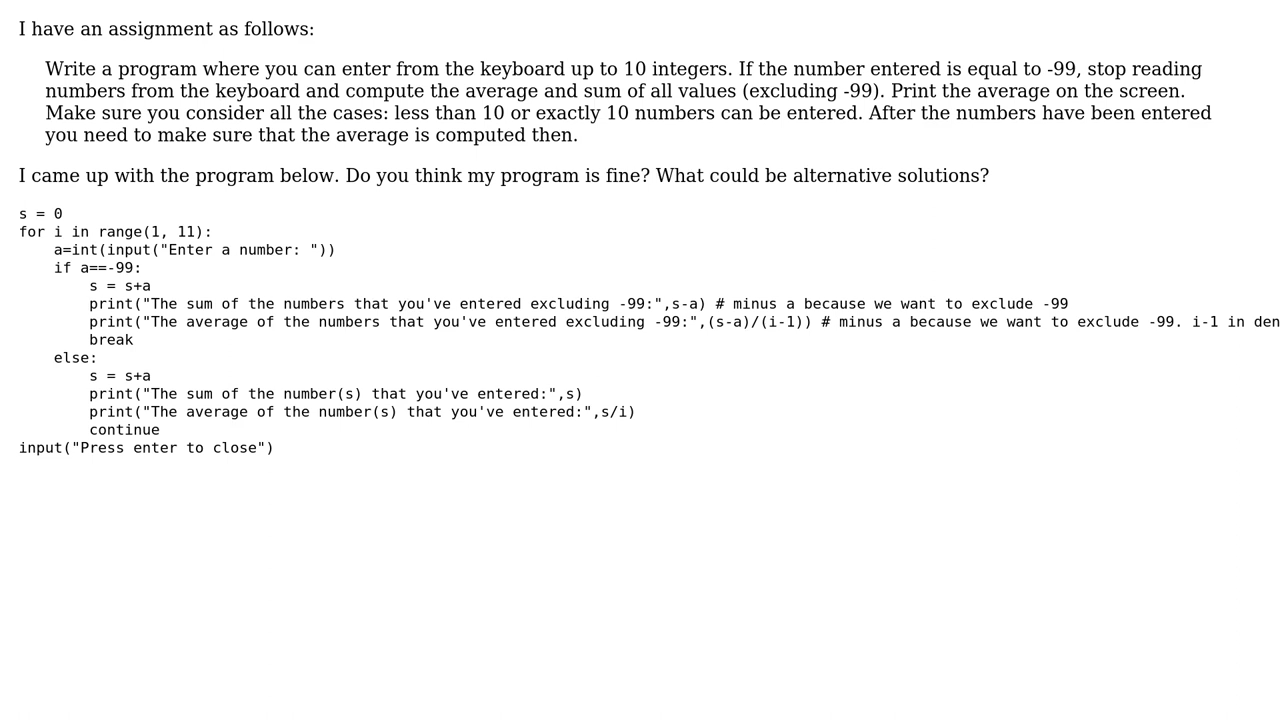 I have an assignment as follows:
Write a program where you can enter from the keyboard up to 10 integers. If the number entered is equal to -99, stop reading
numbers from the keyboard and compute the average and sum of all values (excluding -99). Print the average on the screen.
Make sure you consider all the cases: less than 10 or exactly 10 numbers can be entered. After the numbers have been entered
you need to make sure that the average is computed then.
I came up with the program below. Do you think my program is fine? What could be alternative solutions?
s = 0
for i in range(1, 11):
    a=int(input("Enter a number: "))
    if a==-99:
        s = s+a
        print("The sum of the numbers that you've entered excluding -99:",s-a) # minus a because we want to exclude -99
        print("The average of the numbers that you've entered excluding -99:",(s-a)/(i-1)) # minus a because we want to exclude -99. i-1 in den
        break
    else:
        s = s+a
        print("The sum of the number(s) that you've entered:",s)
        print("The average of the number(s) that you've entered:",s/i)
        continue
input("Press enter to close")